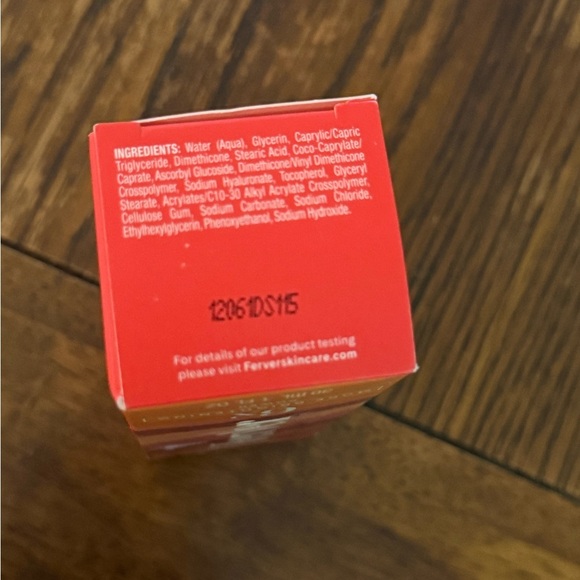 INGREDIENTS: Water (Aqua), Glycerin, Caprylic/Capric
Triglyceride, Dimethicone, Stearic Acid, Coco-Caprylate/
Caprate, Ascorbyl Glucoside, Dimethicone/Vinyl Dimethicone
Crosspolymer, Sodium Hyaluronate, Tocopherol, Glyceryl
Stearate, Acrylates/C10-30 Alkyl Acrylate Crosspolymer,
Cellulose Gum, Sodium Carbonate, Sodium Chloride,
Ethylhexylglycerin, Phenoxyethanol, Sodium Hydroxide.
12061DS115
For details of our product testing
please visit Ferverskincare.com